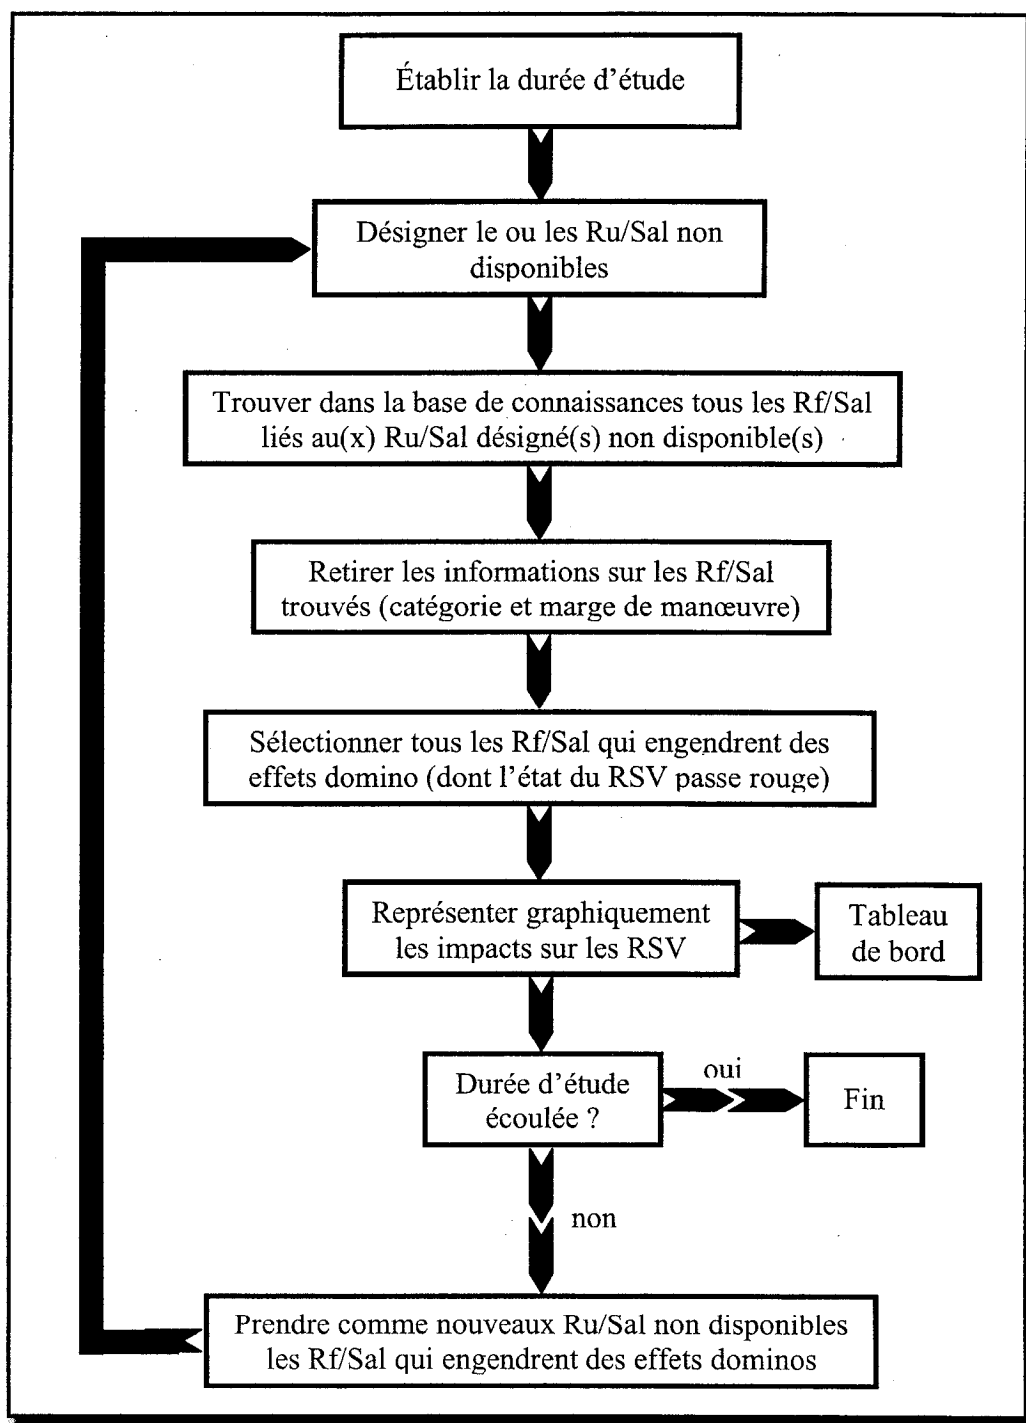 Établir la durée d'étude
Désigner le ou les Ru/Sal non
disponibles
Trouver dans la base de connaissances tous les Rf/Sal
liés au(x) Ru/Sal désigné(s) non disponible(s)
Retirer les informations sur les Rf/Sal
trouvés (catégorie et marge de manœuvre)
Sélectionner tous les Rf/Sal qui engendrent des
effets domino (dont l'état du RSV passe rouge)
Représenter graphiquement
les impacts sur les RSV
Tableau
de bord
Durée d'étude
écoulée ?
oui
Fin
non
Prendre comme nouveaux Ru/Sal non disponibles
les Rf/Sal qui engendrent des effets dominos